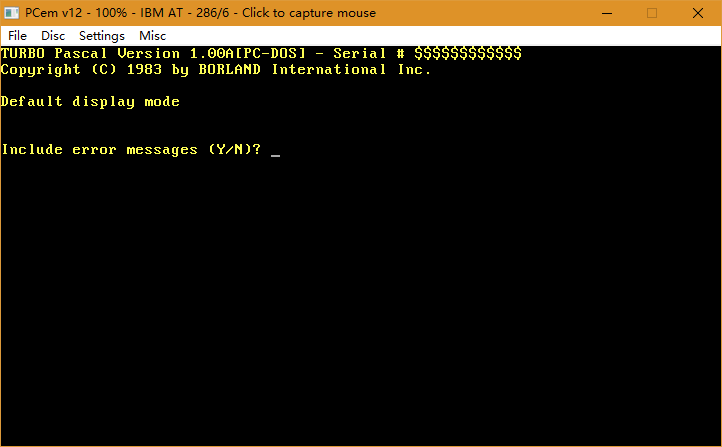 PCem v12 - 100% - IBM AT - 286/6 - Click to capture mouse
File Disc Settings Misc
TURBO Pascal Version 1.00A[PC-DOS] - Serial # $$$$$$$$$$$$
Copyright (C) 1983 by BORLAND International Inc.
Default display mode
Include error messages (Y/N)? _